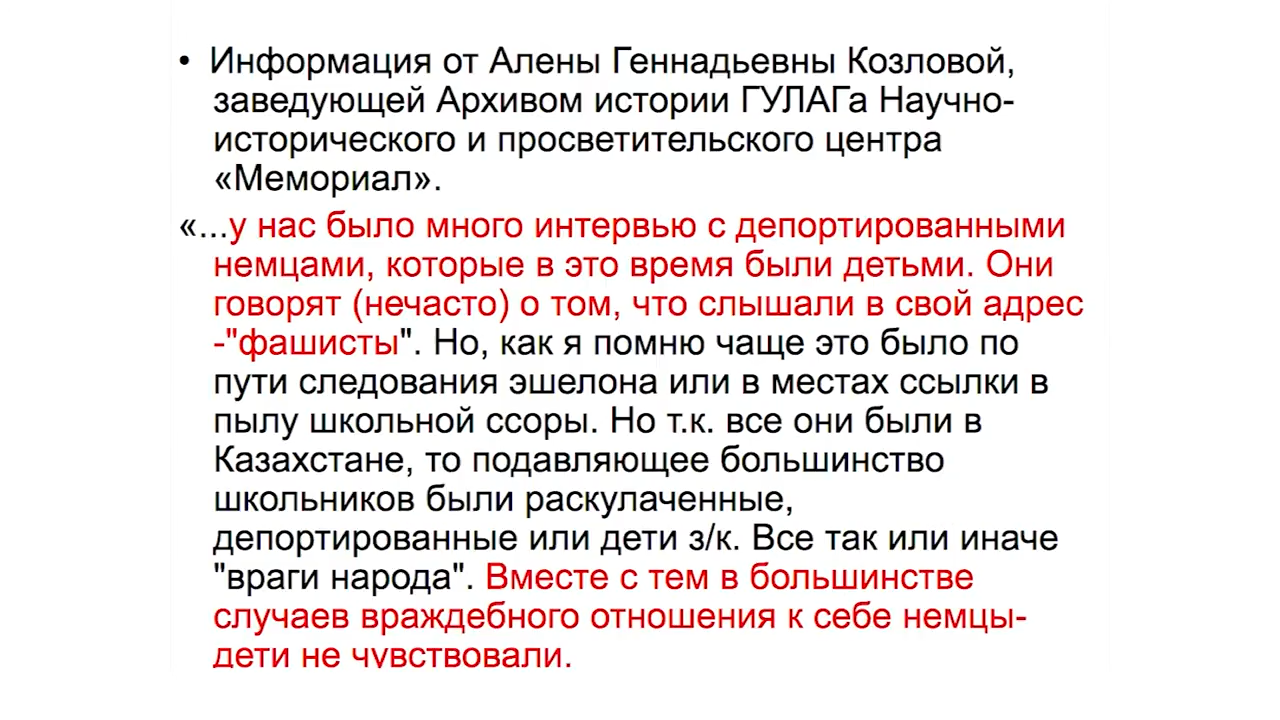 • Информация от Алены Геннадьевны Козловой,
заведующей Архивом истории ГУЛАГа Научно-
исторического и просветительского центра
«Мемориал».
«...у нас было много интервью с депортированными
немцами, которые в это время были детьми. Они
говорят (нечасто) о том, что слышали в свой адрес
-"фашисты". Но, как я помню чаще это было по
пути следования эшелона или в местах ссылки в
пылу школьной ссоры. Но т.к. все они были в
Казахстане, то подавляющее большинство
школьников были раскулаченные,
депортированные или дети з/к. Все так или иначе
"враги народа". Вместе с тем в большинстве
случаев враждебного отношения к себе немцы-
дети не чувствовали.